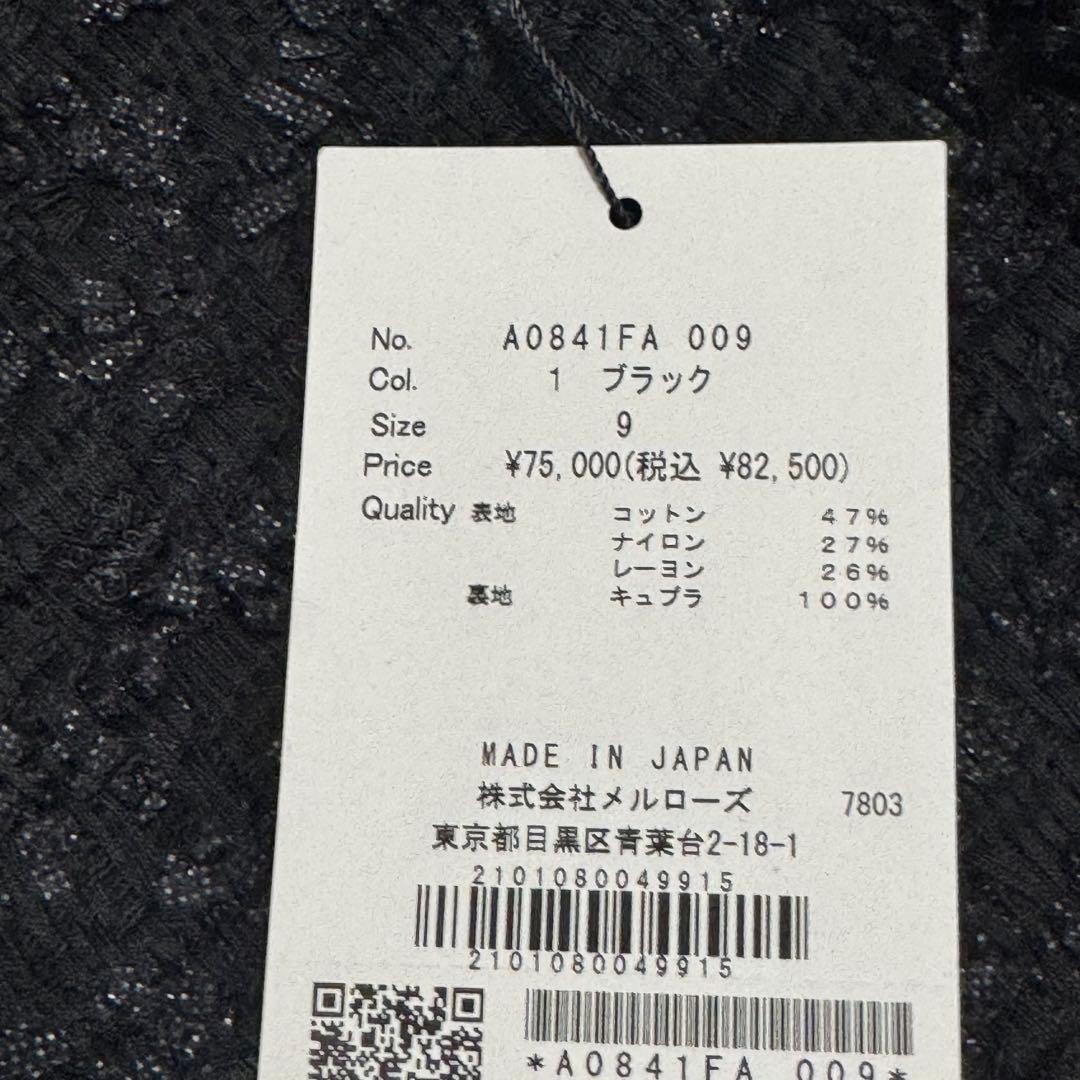 No. A0841FA 009
Col. 1 ブラック
Size 9
Price ¥75,000(税込 ¥82,500)
Quality 表地 コットン 47%
ナイロン 27%
レーヨン 26%
裏地 キュプラ 100%
MADE IN JAPAN
株式会社メルローズ 7803
東京都目黒区青葉台2-18-1
2101080049915
2101080049915
*A0841FA 009*